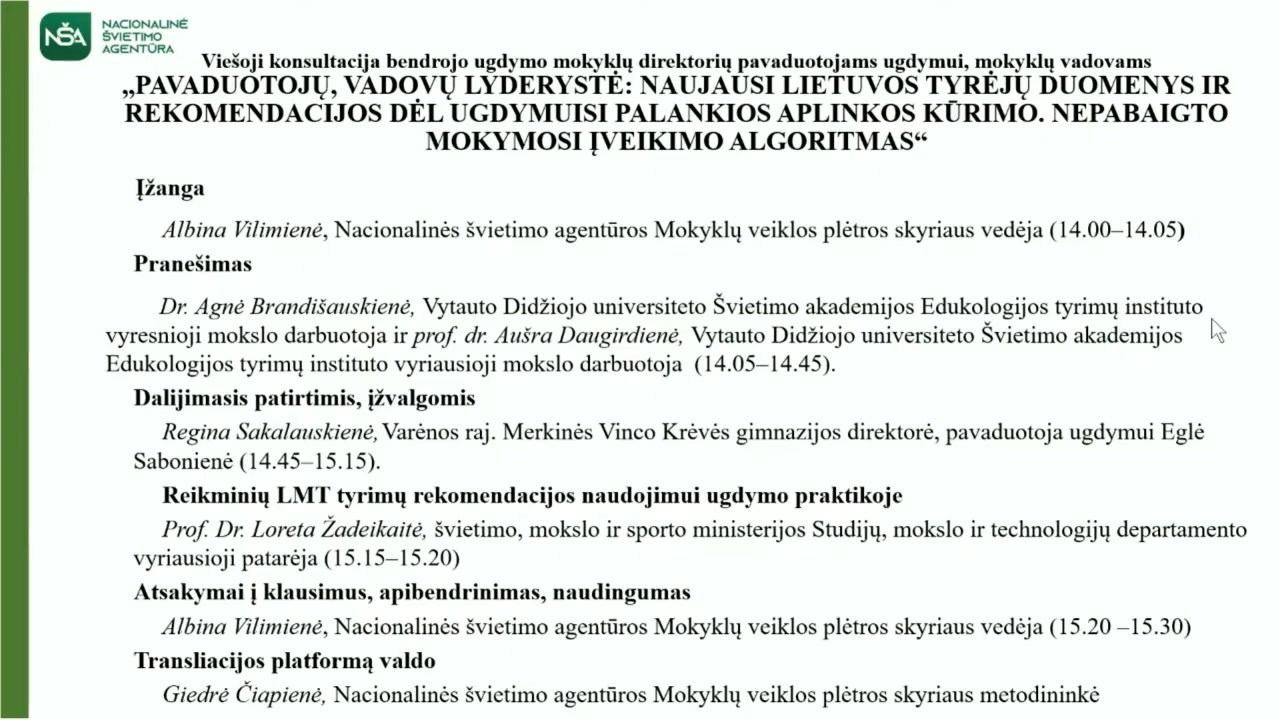 NŠA
NACIONALINĖ
ŠVIETIMO
AGENTŪRA
Viešoji konsultacija bendrojo ugdymo mokyklų direktorių pavaduotojams ugdymui, mokyklų vadovams
„PAVADUOTOJŲ, VADOVŲ LYDERYSTĖ: NAUJAUSI LIETUVOS TYRĖJŲ DUOMENYS IR
REKOMENDACIJOS DĖL UGDYMUISI PALANKIOS APLINKOS KŪRIMO. NEPABAIGTO
MOKYMOSI ĮVEIKIMO ALGORITMAS“
Įžanga
Albina Vilimienė, Nacionalinės švietimo agentūros Mokyklų veiklos plėtros skyriaus vedėja (14.00–14.05)
Pranešimas
Dr. Agnė Brandišauskienė, Vytauto Didžiojo universiteto Švietimo akademijos Edukologijos tyrimų instituto
vyresnioji mokslo darbuotoja ir prof. dr. Aušra Daugirdienė, Vytauto Didžiojo universiteto Švietimo akademijos
Edukologijos tyrimų instituto vyriausioji mokslo darbuotoja (14.05–14.45).
Dalijimasis patirtimis, įžvalgomis
Regina Sakalauskienė, Varėnos raj. Merkinės Vinco Krėvės gimnazijos direktorė, pavaduotoja ugdymui Eglė
Sabonienė (14.45–15.15).
Reikminių LMT tyrimų rekomendacijos naudojimui ugdymo praktikoje
Prof. Dr. Loreta Žadeikaitė, švietimo, mokslo ir sporto ministerijos Studijų, mokslo ir technologijų departamento
vyriausioji patarėja (15.15–15.20)
Atsakymai į klausimus, apibendrinimas, naudingumas
Albina Vilimienė, Nacionalinės švietimo agentūros Mokyklų veiklos plėtros skyriaus vedėja (15.20 –15.30)
Transliacijos platformą valdo
Giedrė Čiapienė, Nacionalinės švietimo agentūros Mokyklų veiklos plėtros skyriaus metodininkė